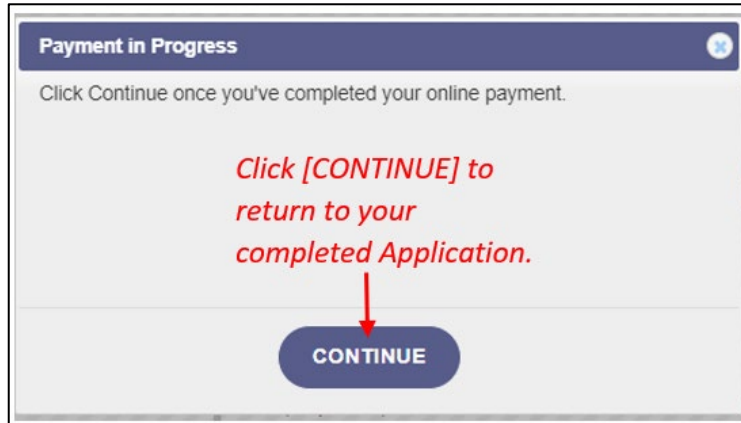 Payment in Progress
Click Continue once you've completed your online payment.
Click [CONTINUE] to
return to your
completed Application.
CONTINUE